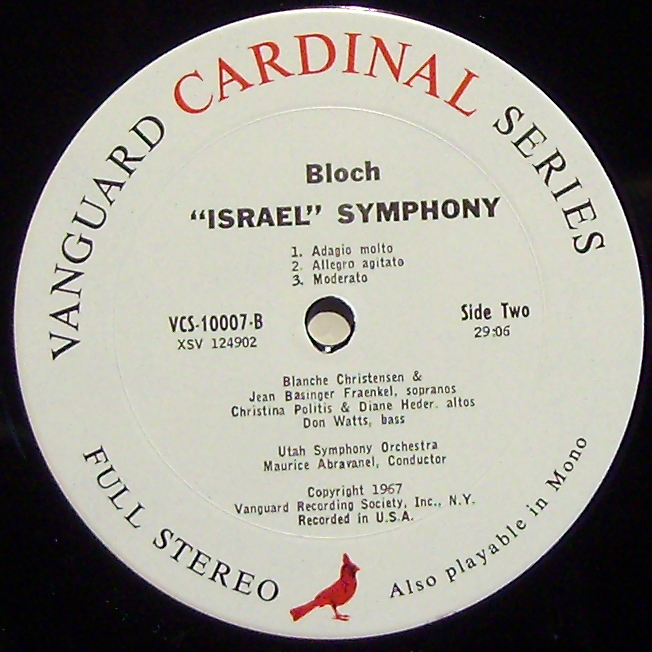 VANGUARD CARDINAL SERIES
Bloch
"ISRAEL" SYMPHONY
1. Adagio molto
2. Allegro agitato
3. Moderato
VCS-10007-B
XSV 124902
Side Two
29:06
Blanche Christensen &
Jean Basinger Fraenkel, sopranos
Christina Politis & Diane Heder. altos
Don Watts, bass
Utah Symphony Orchestra
Maurice Abravanel, Conductor
Copyright 1967
Vanguard Recording Society, Inc., N.Y.
Recorded in U.S.A.
FULL STEREO
Also playable in Mono